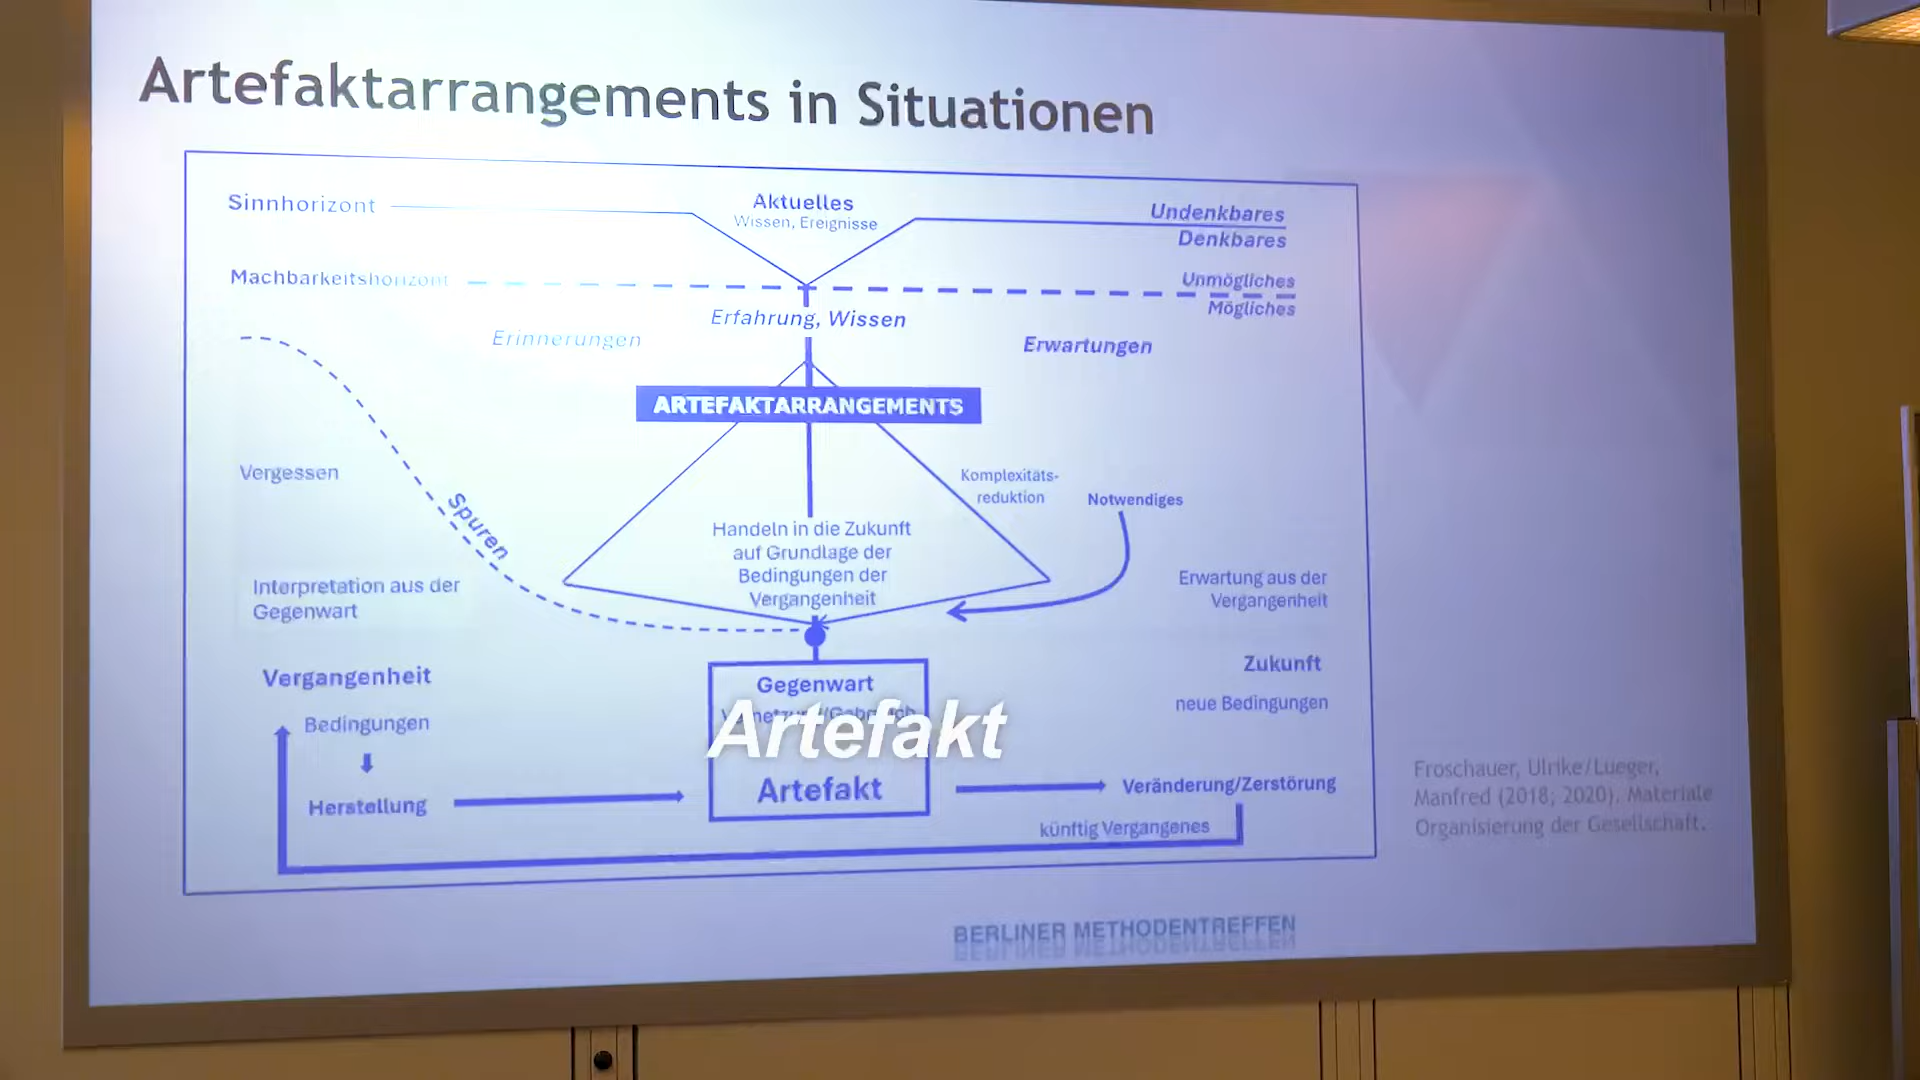 Artefaktarrangements in Situationen
Sinnhorizont
Aktuelles
Wissen, Ereignisse
Undenkbares
Denkbares
Machbarkeitshorizont
Unmögliches
Mögliches
Erfahrung, Wissen
Erinnerungen
Erwartungen
ARTEFAKTARRANGEMENTS
Vergessen
Spuren
Komplexitäts-
reduktion
Notwendiges
Handeln in die Zukunft
auf Grundlage der
Bedingungen der
Vergangenheit
Interpretation aus der
Gegenwart
Erwartung aus der
Vergangenheit
Vergangenheit
Bedingungen
Herstellung
Gegenwart
Artefakt
Artefakt
Zukunft
neue Bedingungen
Veränderung/Zerstörung
künftig Vergangenes
Froschauer, Ulrike/Lueger,
Manfred (2018; 2020). Materiale
Organisierung der Gesellschaft.
BERLINER METHODENTREFFEN